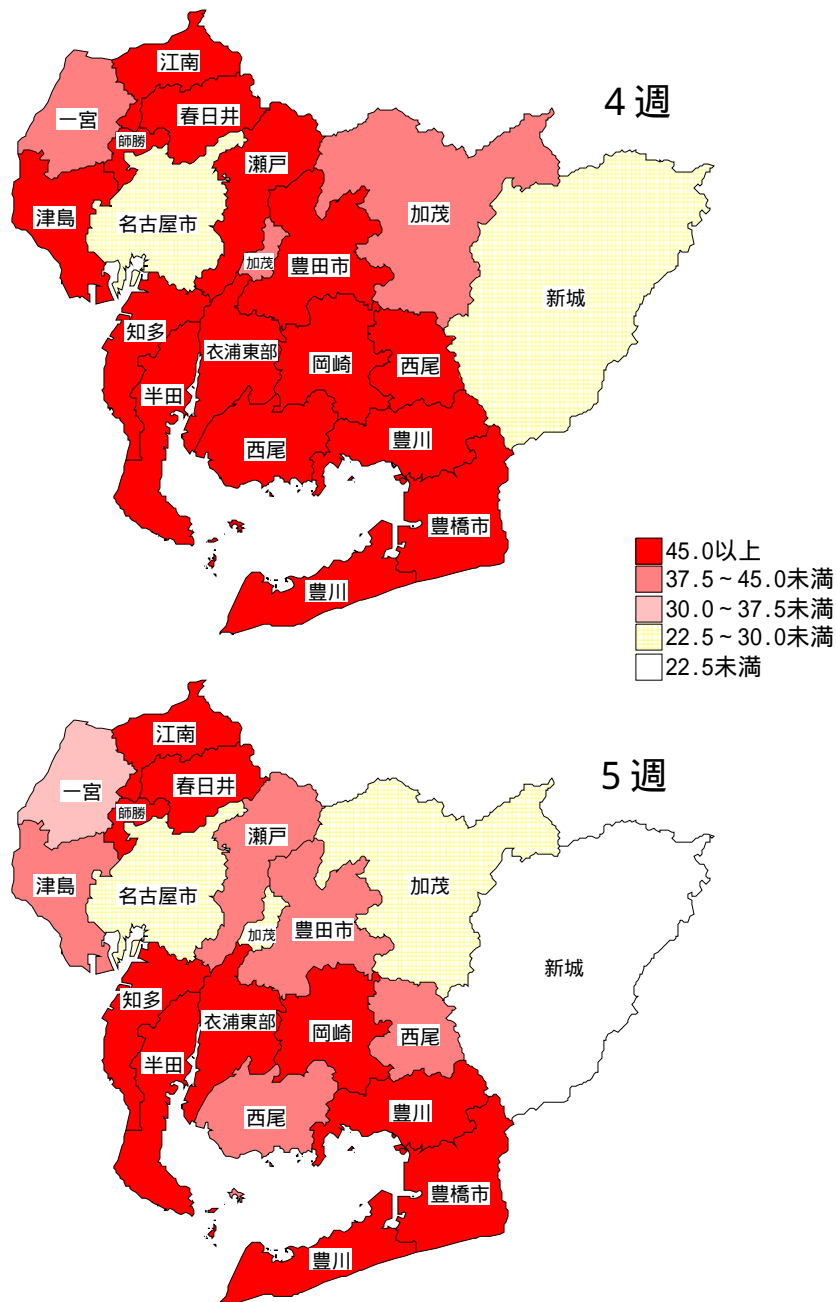 ４週
江南
一宮
春日井
師勝
瀬戸
津島
名古屋市
加茂
加茂
豊田市
新城
知多
衣浦東部
岡崎
西尾
半田
西尾
豊川
豊橋市
豊川
45.0以上
37.5～45.0未満
30.0～37.5未満
22.5～30.0未満
22.5未満
５週
江南
一宮
春日井
師勝
瀬戸
津島
名古屋市
加茂
加茂
豊田市
新城
知多
衣浦東部
岡崎
西尾
半田
西尾
豊川
豊橋市
豊川